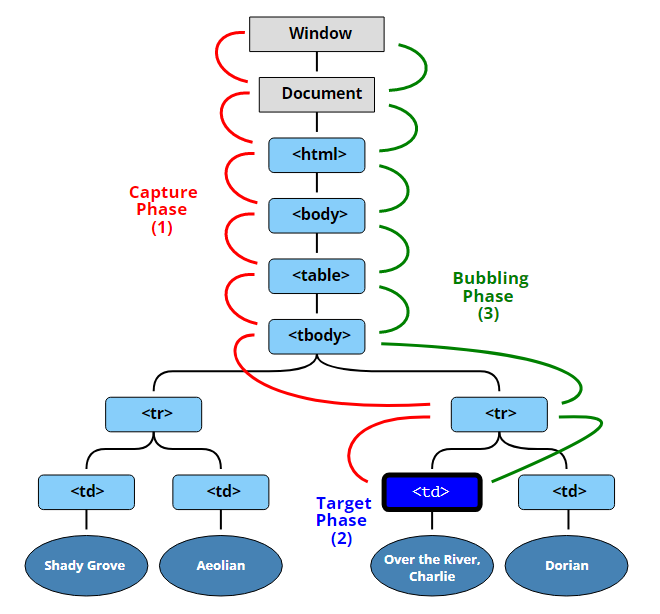 Window
Document
<html>
Capture
Phase
(1)
<body>
<table>
Bubbling
Phase
(3)
<tbody>
<tr>
<tr>
<td>
<td>
<td>
<td>
Target
Phase
(2)
Shady Grove
Aeolian
Over the River,
Charlie
Dorian